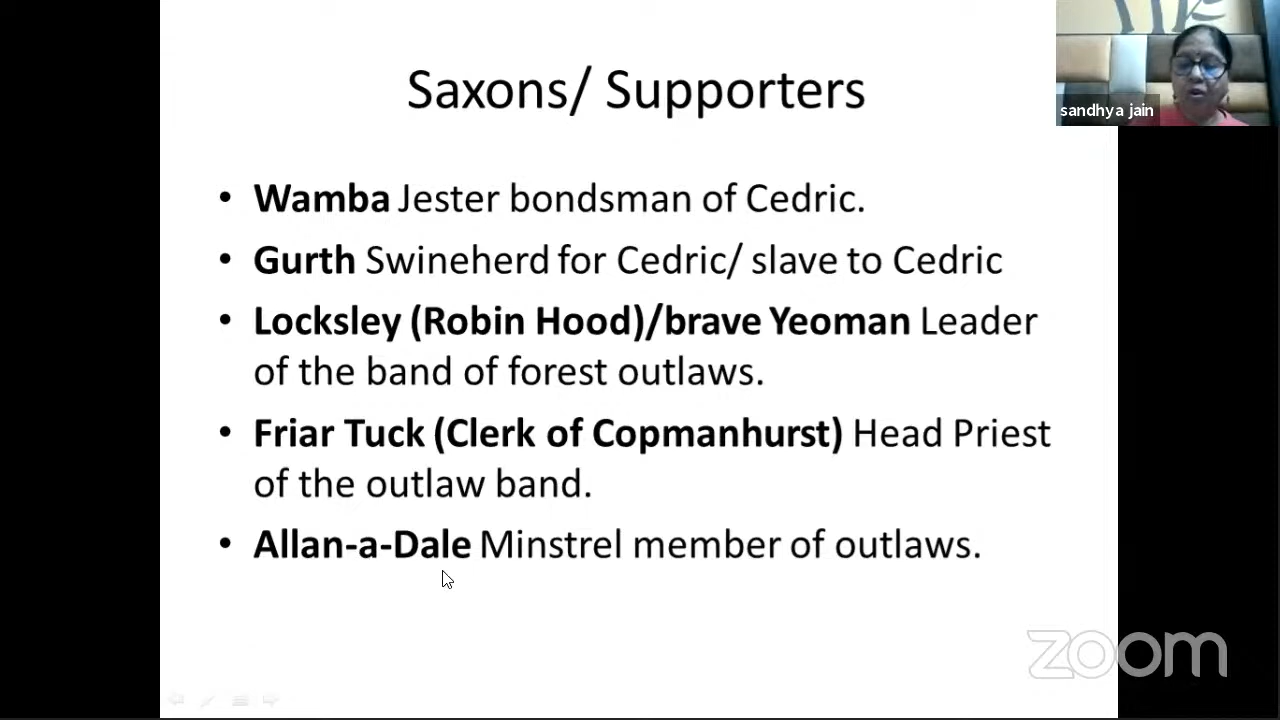 Saxons/ Supporters
sandhya jain
• Wamba Jester bondsman of Cedric.
• Gurth Swineherd for Cedric/ slave to Cedric
• Locksley (Robin Hood)/brave Yeoman Leader
of the band of forest outlaws.
• Friar Tuck (Clerk of Copmanhurst) Head Priest
of the outlaw band.
• Allan-a-Dale Minstrel member of outlaws.
zoom